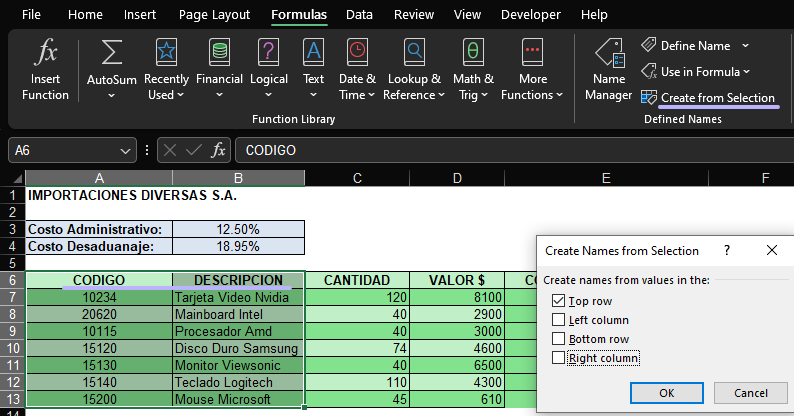 File Home Insert Page Layout Formulas Data Review View Developer Help
fx
Insert Function
AutoSum
Recently Used
Financial
Logical
Text
Date & Time
Lookup & Reference
Math & Trig
More Functions
Function Library
Name Manager
Define Name
Use in Formula
Create from Selection
Defined Names
A6 fx CODIGO
A B C D E F
1 IMPORTACIONES DIVERSAS S.A.
2
3 Costo Administrativo: 12.50%
4 Costo Desaduanaje: 18.95%
5
6 CODIGO DESCRIPCION CANTIDAD VALOR $
7 10234 Tarjeta Video Nvidia 120 8100
8 20620 Mainboard Intel 40 2900
9 10115 Procesador Amd 40 3000
10 15120 Disco Duro Samsung 74 4600
11 15130 Monitor Viewsonic 40 6500
12 15140 Teclado Logitech 110 4300
13 15200 Mouse Microsoft 45 610
Create Names from Selection ? ×
Create names from values in the:
Top row
Left column
Bottom row
Right column
OK Cancel